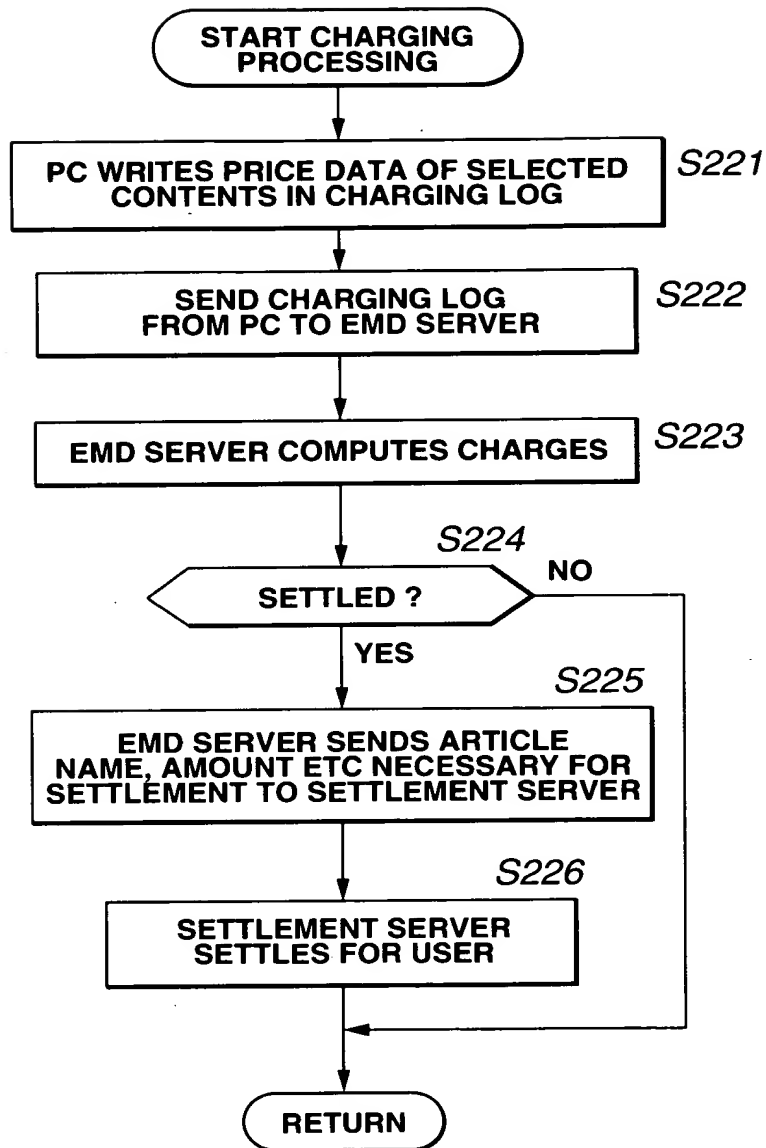 START CHARGING
PROCESSING
PC WRITES PRICE DATA OF SELECTED
CONTENTS IN CHARGING LOG
S221
SEND CHARGING LOG
FROM PC TO EMD SERVER
S222
EMD SERVER COMPUTES CHARGES
S223
S224
SETTLED ?
NO
YES
S225
EMD SERVER SENDS ARTICLE
NAME, AMOUNT ETC NECESSARY FOR
SETTLEMENT TO SETTLEMENT SERVER
S226
SETTLEMENT SERVER
SETTLES FOR USER
RETURN